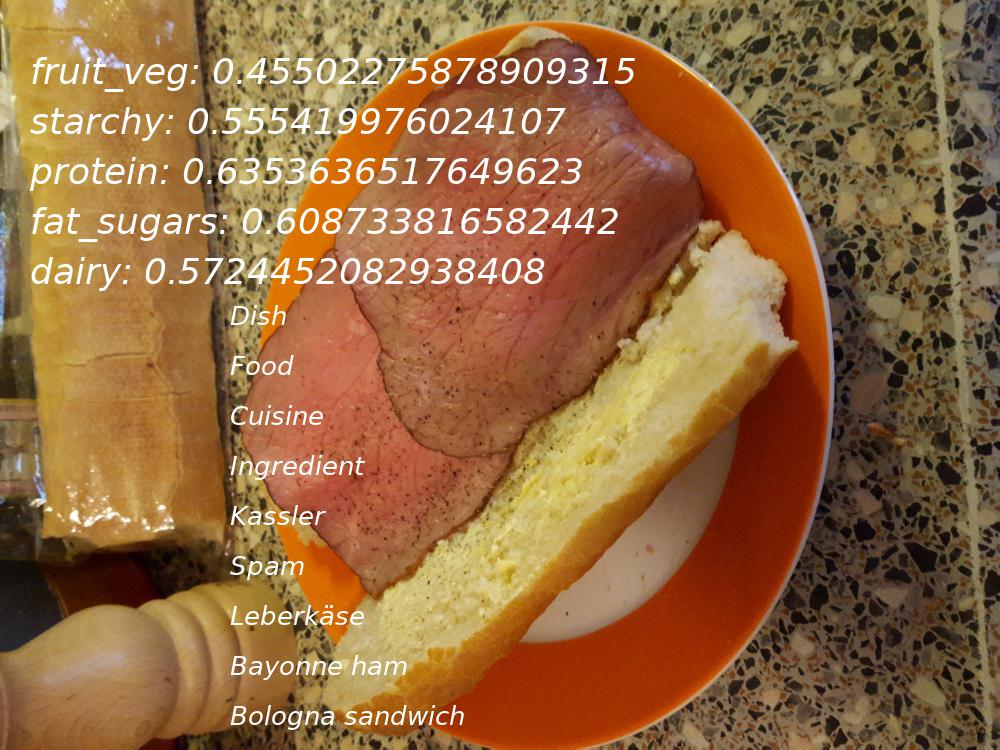 fruit_veg: 0.45502275878909315
starchy: 0.555419976024107
protein: 0.6353636517649623
fat_sugars: 0.608733816582442
dairy: 0.5724452082938408
Dish
Food
Cuisine
Ingredient
Kassler
Spam
Leberkäse
Bayonne ham
Bologna sandwich